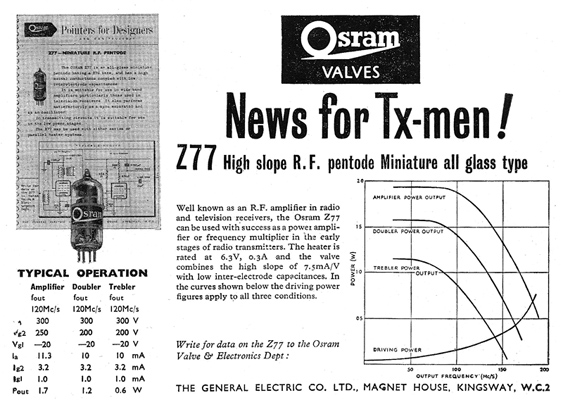 Osram
Pointers for Designers
Z77 - MINIATURE R.F. PENTODE
The OSRAM Z77 is an all-glass miniature
Osram
Osram
VALVES
News for Tx-men!
Z77 High slope R.F. pentode Miniature all glass type
Well known as an R.F. amplifier in radio
and television receivers, the Osram Z77
can be used with success as a power ampli-
fier or frequency multiplier in the early
stages of radio transmitters. The heater is
rated at 6.3V, 0.3A and the valve
combines the high slope of 7.5mA/V
with low inter-electrode capacitances. In
the curves shown below the driving power
figures apply to all three conditions.
Write for data on the Z77 to the Osram
Valve & Electronics Dept :
TYPICAL OPERATION
Amplifier Doubler Trebler
fout fout fout
120Mc/s 120Mc/s 120Mc/s
300 300 300 V
Vg2 250 200 200 V
Vg1 —20 —20 —20 V
Ia 11.3 10 10 mA
Ig2 3.2 3.2 3.2 mA
Ig1 1.0 1.0 1.0 mA
Pout 1.7 1.2 0.6 W
2.0
AMPLIFIER POWER OUTPUT
1.5
DOUBLER POWER OUTPUT
TREBLER POWER
OUTPUT
POWER (W)
1.0
0.5
DRIVING POWER
0 50 100 150 200
OUTPUT FREQUENCY (Mc/s)
THE GENERAL ELECTRIC CO. LTD., MAGNET HOUSE, KINGSWAY, W.C.2